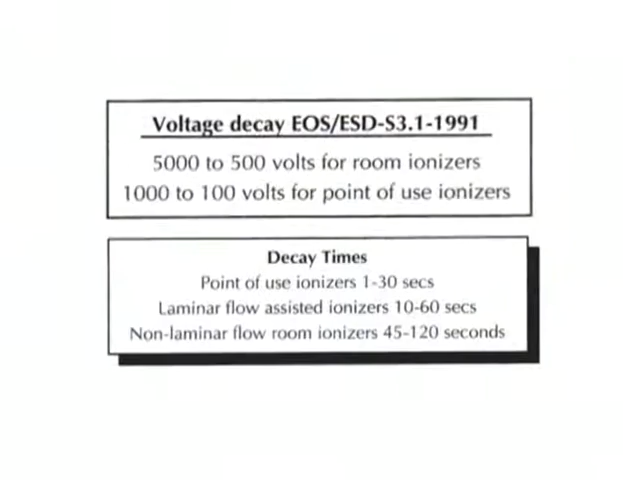 Voltage decay EOS/ESD-S3.1-1991
5000 to 500 volts for room ionizers
1000 to 100 volts for point of use ionizers
Decay Times
Point of use ionizers 1-30 secs
Laminar flow assisted ionizers 10-60 secs
Non-laminar flow room ionizers 45-120 seconds